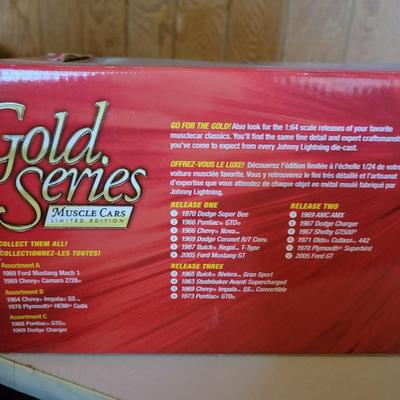 Gold
Series
MUSCLE CARS
LIMITED EDITION
COLLECT THEM ALL!
COLLECTIONNEZ-LES TOUTES!
Assortment A
1969 Ford Mustang Mach 1
1969 Chevy® Camaro Z/28®
Assortment B
1964 Chevy® Impala™ SS™
1970 Plymouth® HEMI® Cuda
Assortment C
1968 Pontiac® GTO®
1969 Dodge Charger
GO FOR THE GOLD! Also look for the 1:64 scale releases of your favorite
musclecar classics. You'll find the same fine detail and expert craftsmanship
you've come to expect from every Johnny Lightning die-cast.
OFFREZ-VOUS LE LUXE! Découvrez l'édition limitée à l'échelle 1/24 de votre
voiture musclée favorite. Vous y retrouverez le fini très détaillé et l'artisanat
d'expertise que vous attendez de chaque objet en métal moulé fabriqué par
Johnny Lightning.
RELEASE ONE
1970 Dodge Super Bee
1966 Pontiac® GTO®
1966 Chevy® Nova™
1969 Dodge Coronet R/T Conv.
1987 Buick® Regal™ T-Type
2005 Ford Mustang GT
RELEASE TWO
1969 AMC AMX
1967 Dodge Charger
1967 Shelby GT500®
1971 Olds® Cutlass™ 442
1970 Plymouth® Superbird
2005 Ford GT
RELEASE THREE
1965 Buick® Riviera™ Gran Sport
1963 Studebaker Avanti Supercharged
1969 Chevy® Impala™ SS™ Convertible
1973 Pontiac® GTO®